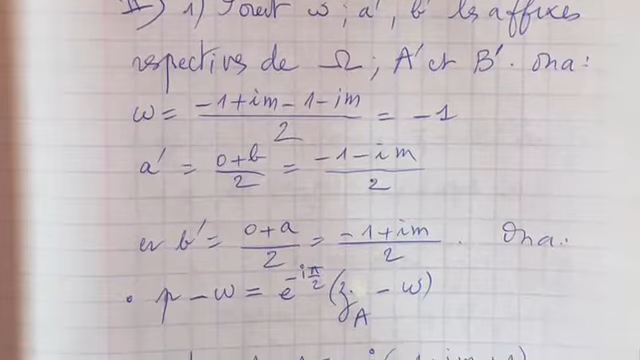 II) 1) Soient ω ; a', b' les affixes
respectives de Ω ; A' et B'. On a :
ω = (-1+im-1-im)/2 = -1
a' = (0+b)/2 = (-1-im)/2
et b' = (0+a)/2 = (-1+im)/2 . On a :
• p - ω = e^(-iπ/2) (z_A - ω)